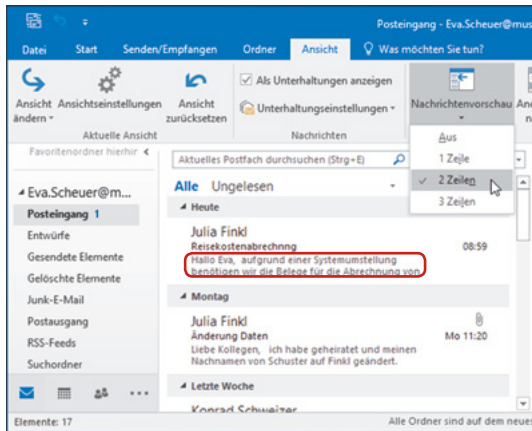 Posteingang - Eva.Scheuer@mus
Datei Start Senden/Empfangen Ordner Ansicht Was möchten Sie tun?
Ansicht ändern
Ansichtseinstellungen
Ansicht zurücksetzen
Aktuelle Ansicht
Als Unterhaltungen anzeigen
Unterhaltungseinstellungen
Nachrichten
Nachrichtenvorschau
Aus
1 Zeile
2 Zeilen
3 Zeilen
Favoritenordner hierhir
Eva.Scheuer@m...
Posteingang 1
Entwürfe
Gesendete Elemente
Gelöschte Elemente
Junk-E-Mail
Postausgang
RSS-Feeds
Suchordner
Aktuelles Postfach durchsuchen (Strg+E)
Alle Ungelesen
Heute
Julia Finkl
Reisekostenabrechnng 08:59
Hallo Eva, aufgrund einer Systemumstellung
benötigen wir die Belege für die Abrechnung von
Montag
Julia Finkl
Änderung Daten Mo 11:20
Liebe Kollegen, ich habe geheiratet und meinen
Nachnamen von Schuster auf Finkl geändert.
Letzte Woche
Konrad Schweizer
Elemente: 17
Alle Ordner sind auf dem neues